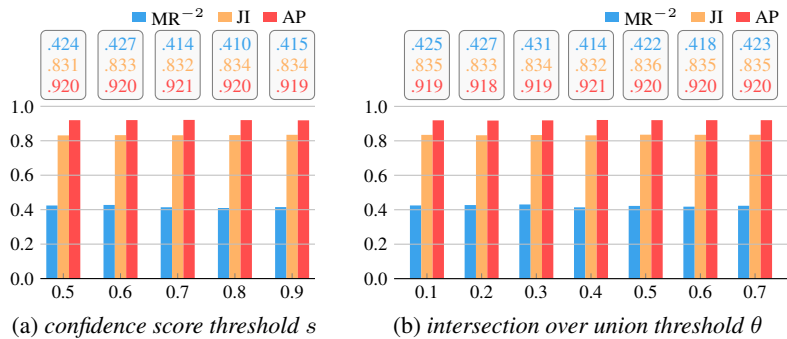 MR⁻² JI AP
.424 .427 .414 .410 .415
.831 .833 .832 .834 .834
.920 .920 .921 .920 .919
1.0
0.8
0.6
0.4
0.2
0.0
0.5 0.6 0.7 0.8 0.9
(a) confidence score threshold s
MR⁻² JI AP
.425 .427 .431 .414 .422 .418 .423
.835 .833 .834 .832 .836 .835 .835
.919 .918 .919 .921 .920 .920 .920
1.0
0.8
0.6
0.4
0.2
0.0
0.1 0.2 0.3 0.4 0.5 0.6 0.7
(b) intersection over union threshold θ